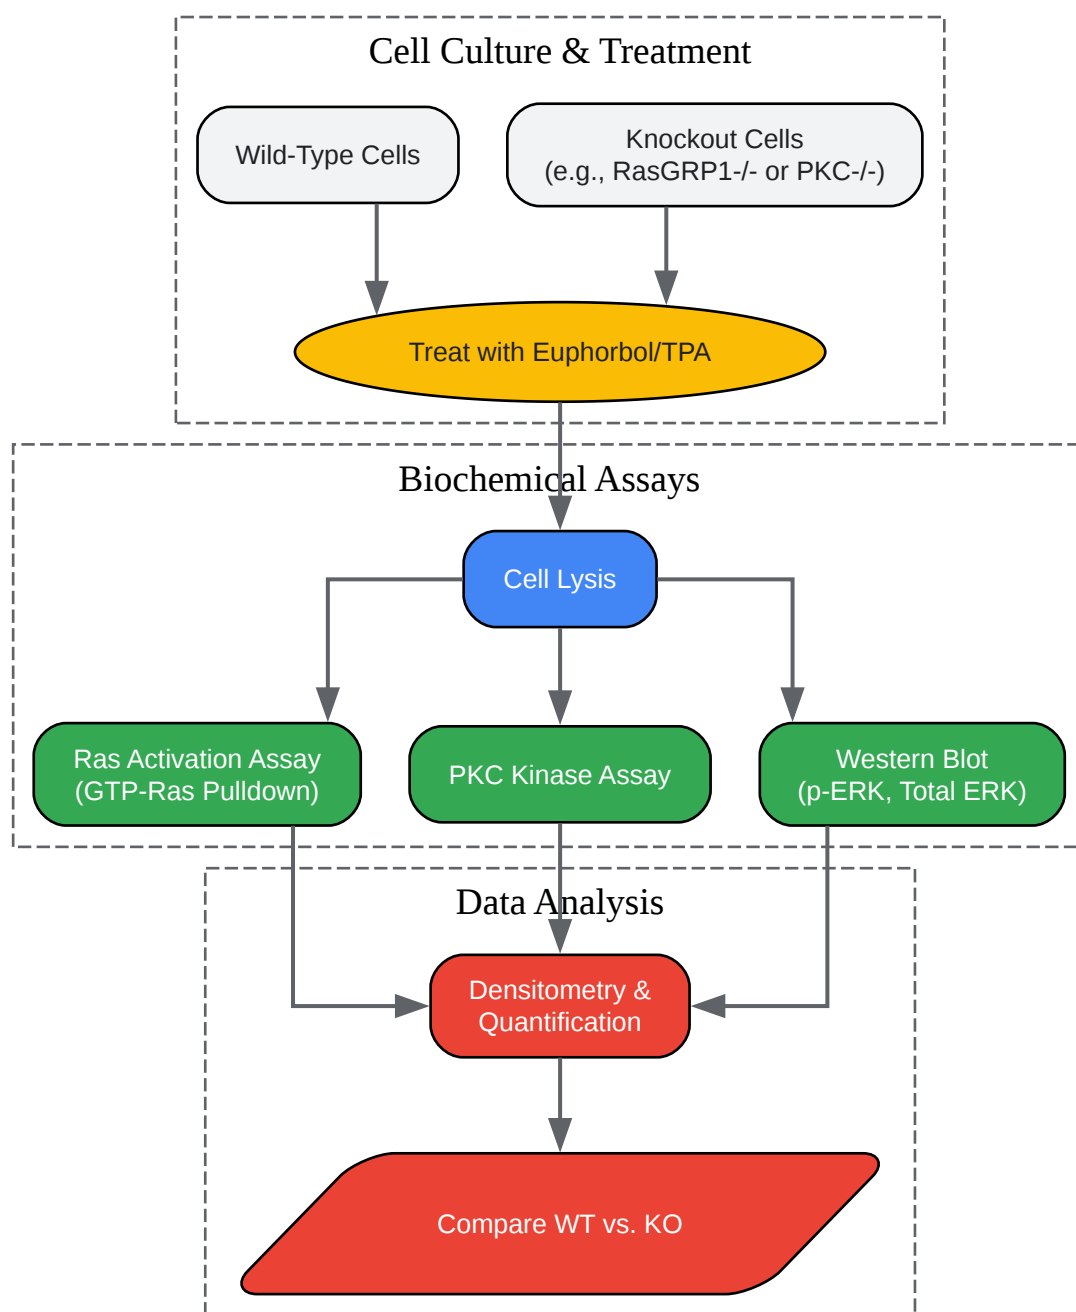 Cell Culture & Treatment
Wild-Type Cells
Knockout Cells
(e.g., RasGRP1-/- or PKC-/-)
Treat with Euphorbol/TPA
Biochemical Assays
Cell Lysis
Ras Activation Assay
(GTP-Ras Pulldown)
PKC Kinase Assay
Western Blot
(p-ERK, Total ERK)
Data Analysis
Densitometry &
Quantification
Compare WT vs. KO